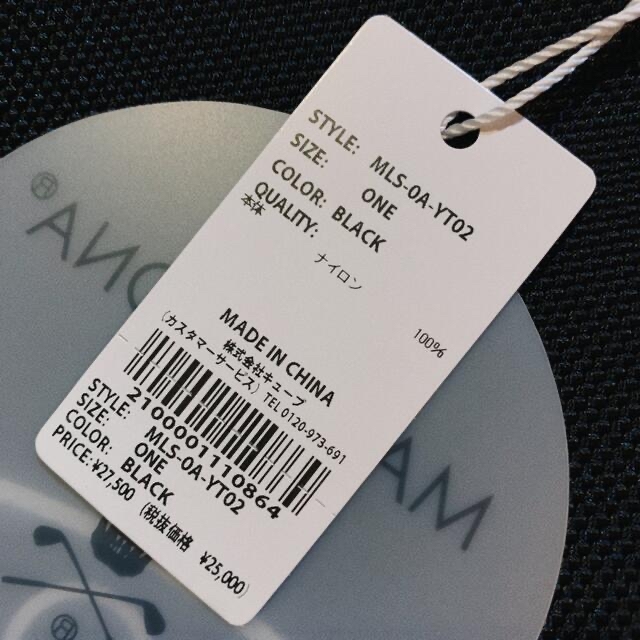 STYLE: MLS-0A-YT02
SIZE: ONE
COLOR: BLACK
QUALITY:
本体
ナイロン
100%
MADE IN CHINA
株式会社キューブ
(カスタマーサービス) TEL 0120-973-691
2100001110864
STYLE: MLS-0A-YT02
SIZE: ONE
COLOR: BLACK
PRICE: ¥27,500 (税抜価格 ¥25,000)